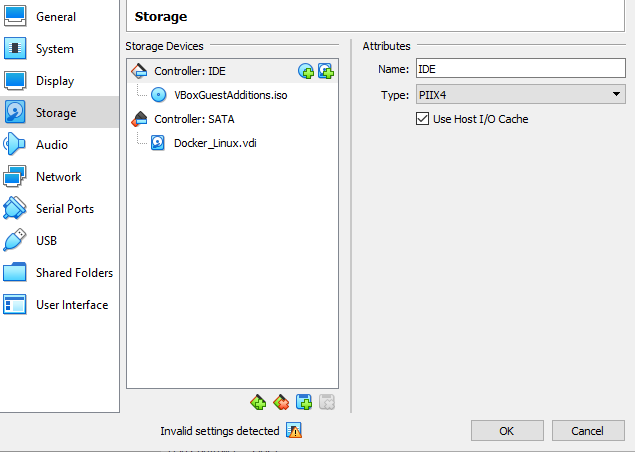 General
System
Display
Storage
Audio
Network
Serial Ports
USB
Shared Folders
User Interface
Storage
Storage Devices
Controller: IDE
VBoxGuestAdditions.iso
Controller: SATA
Docker_Linux.vdi
Attributes
Name: IDE
Type: PIIX4
Use Host I/O Cache
Invalid settings detected
OK
Cancel